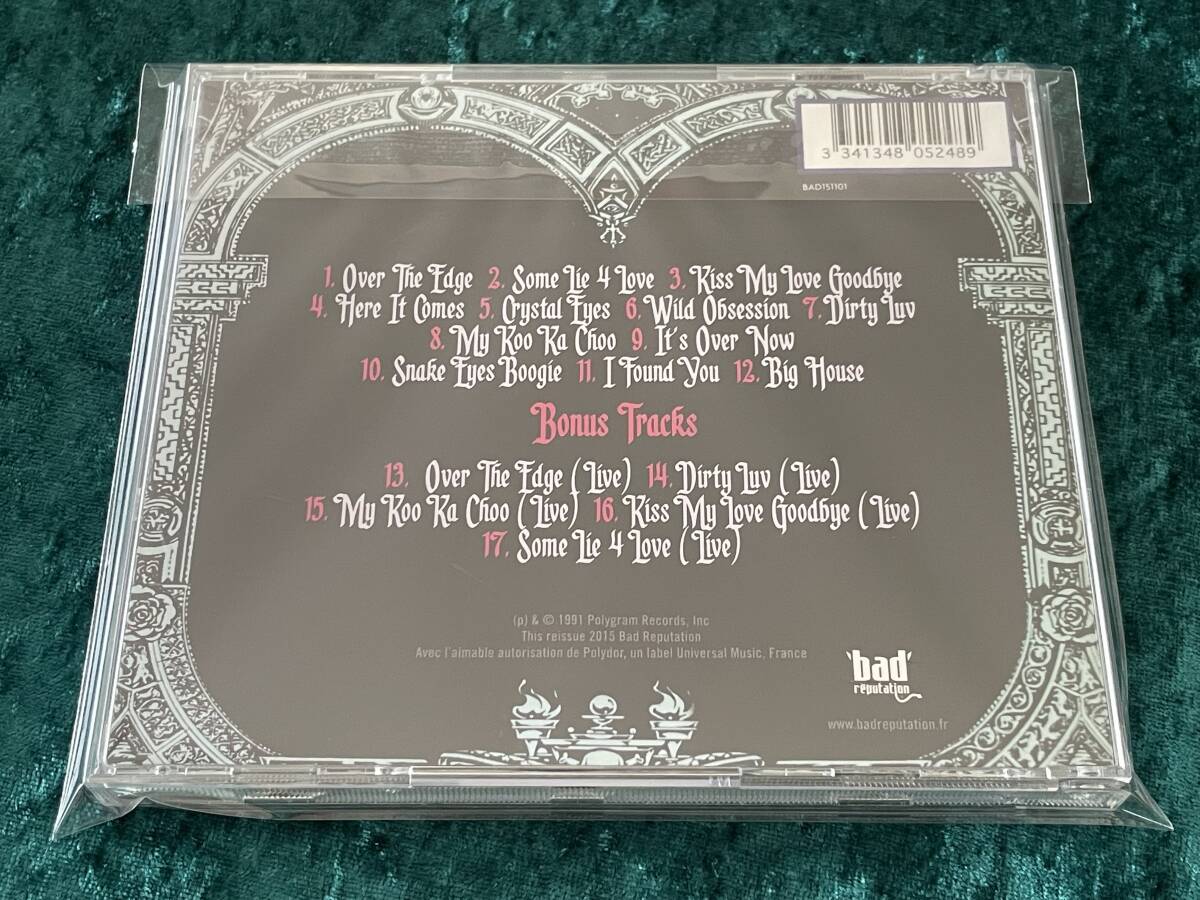 3 341348 052489
BAD151101
1. Over The Edge 2. Some Lie 4 Love 3. Kiss My Love Goodbye
4. Here It Comes 5. Crystal Eyes 6. Wild Obsession 7. Dirty Luv
8. My Koo Ka Choo 9. It's Over Now
10. Snake Eyes Boogie 11. I Found You 12. Big House
Bonus Tracks
13. Over The Edge (Live) 14. Dirty Luv (Live)
15. My Koo Ka Choo (Live) 16. Kiss My Love Goodbye (Live)
17. Some Lie 4 Love (Live)
(p) & © 1991 Polygram Records, Inc
This reissue 2015 Bad Reputation
Avec l'aimable autorisation de Polydor, un label Universal Music, France
bad
reputation
www.badreputation.fr